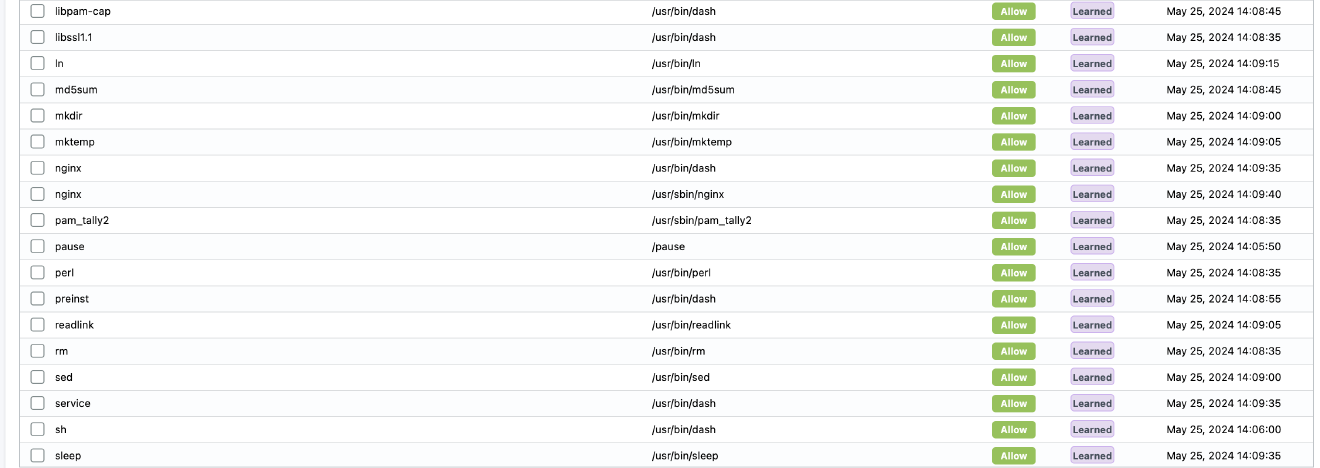 libpam-cap /usr/bin/dash Allow Learned May 25, 2024 14:08:45
libssl1.1 /usr/bin/dash Allow Learned May 25, 2024 14:08:35
ln /usr/bin/ln Allow Learned May 25, 2024 14:09:15
md5sum /usr/bin/md5sum Allow Learned May 25, 2024 14:08:45
mkdir /usr/bin/mkdir Allow Learned May 25, 2024 14:09:00
mktemp /usr/bin/mktemp Allow Learned May 25, 2024 14:09:05
nginx /usr/bin/dash Allow Learned May 25, 2024 14:09:35
nginx /usr/sbin/nginx Allow Learned May 25, 2024 14:09:40
pam_tally2 /usr/sbin/pam_tally2 Allow Learned May 25, 2024 14:08:35
pause /pause Allow Learned May 25, 2024 14:05:50
perl /usr/bin/perl Allow Learned May 25, 2024 14:08:35
preinst /usr/bin/dash Allow Learned May 25, 2024 14:08:55
readlink /usr/bin/readlink Allow Learned May 25, 2024 14:09:05
rm /usr/bin/rm Allow Learned May 25, 2024 14:08:35
sed /usr/bin/sed Allow Learned May 25, 2024 14:09:00
service /usr/bin/dash Allow Learned May 25, 2024 14:09:35
sh /usr/bin/dash Allow Learned May 25, 2024 14:06:00
sleep /usr/bin/sleep Allow Learned May 25, 2024 14:09:35